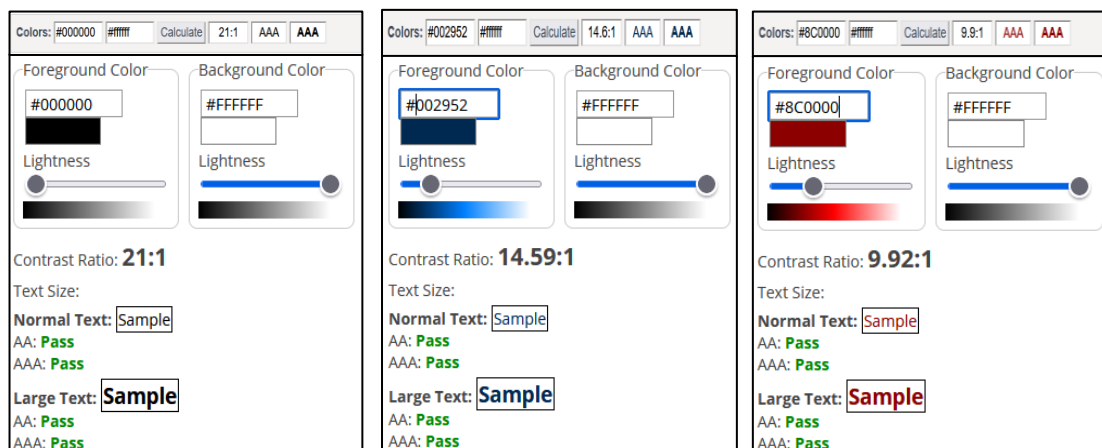 Colors: #000000 #ffffff Calculate 21:1 AAA AAA
Foreground Color
Background Color
#000000
#FFFFFF
Lightness
Lightness
Contrast Ratio: 21:1
Text Size:
Normal Text: Sample
AA: Pass
AAA: Pass
Large Text: Sample
AA: Pass
AAA: Pass
Colors: #002952 #ffffff Calculate 14.6:1 AAA AAA
Foreground Color
Background Color
#002952
#FFFFFF
Lightness
Lightness
Contrast Ratio: 14.59:1
Text Size:
Normal Text: Sample
AA: Pass
AAA: Pass
Large Text: Sample
AA: Pass
AAA: Pass
Colors: #8C0000 #ffffff Calculate 9.9:1 AAA AAA
Foreground Color
Background Color
#8C0000
#FFFFFF
Lightness
Lightness
Contrast Ratio: 9.92:1
Text Size:
Normal Text: Sample
AA: Pass
AAA: Pass
Large Text: Sample
AA: Pass
AAA: Pass